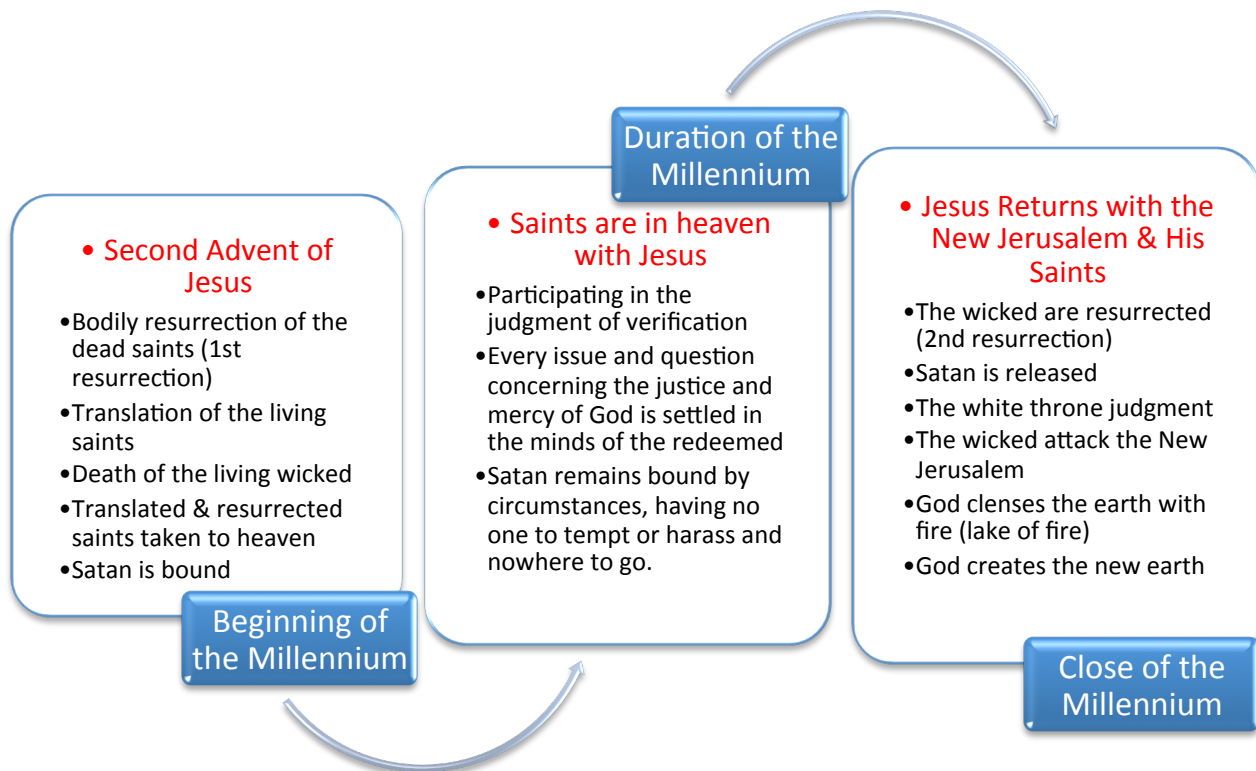 • Second Advent of
Jesus
•Bodily resurrection of the
dead saints (1st
resurrection)
•Translation of the living
saints
•Death of the living wicked
•Translated & resurrected
saints taken to heaven
•Satan is bound
Beginning of
the Millennium
Duration of the
Millennium
• Saints are in heaven
with Jesus
•Participating in the
judgment of verification
•Every issue and question
concerning the justice and
mercy of God is settled in
the minds of the redeemed
•Satan remains bound by
circumstances, having no
one to tempt or harass and
nowhere to go.
• Jesus Returns with the
New Jerusalem & His
Saints
•The wicked are resurrected
(2nd resurrection)
•Satan is released
•The white throne judgment
•The wicked attack the New
Jerusalem
•God clenses the earth with
fire (lake of fire)
•God creates the new earth
Close of the
Millennium